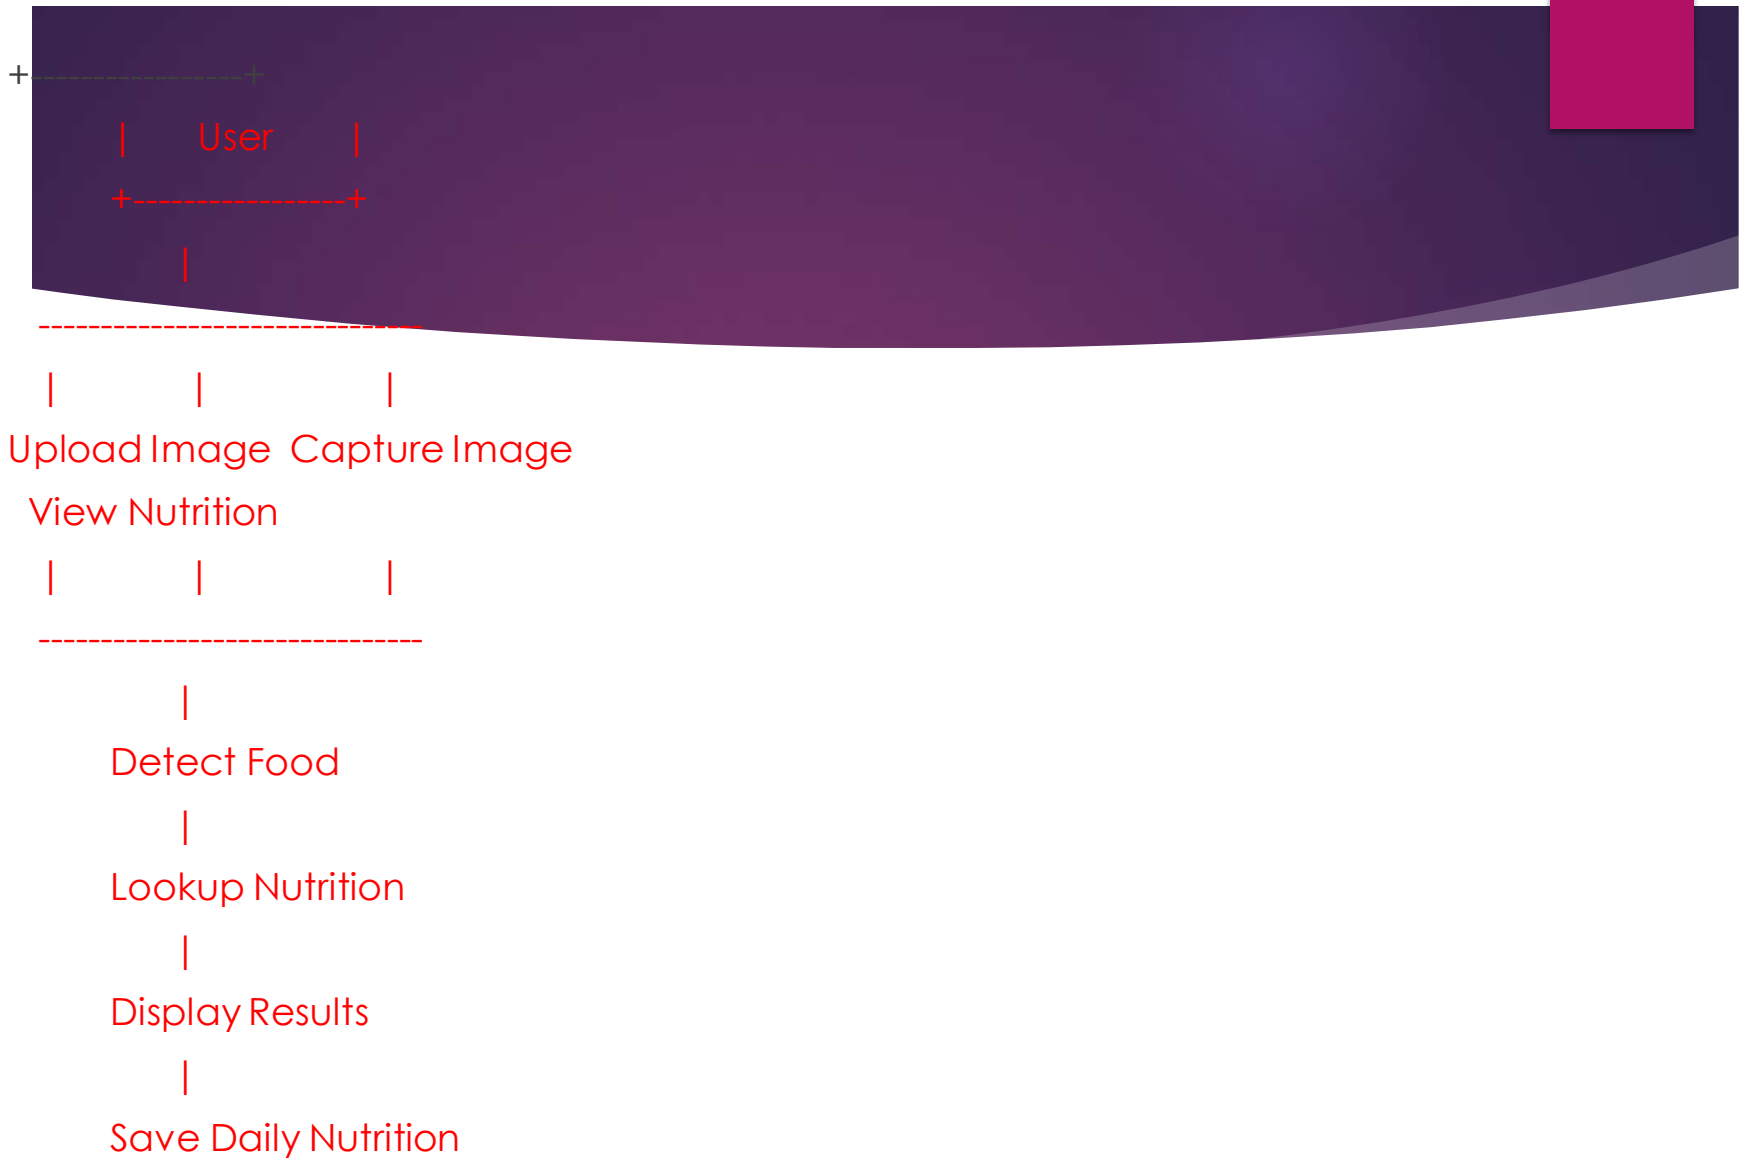 +-----------------+
|       User        |
+-----------------+
|
-------------------------------
|              |                  |
Upload Image  Capture Image
View Nutrition
|              |                  |
-------------------------------
|
Detect Food
|
Lookup Nutrition
|
Display Results
|
Save Daily Nutrition